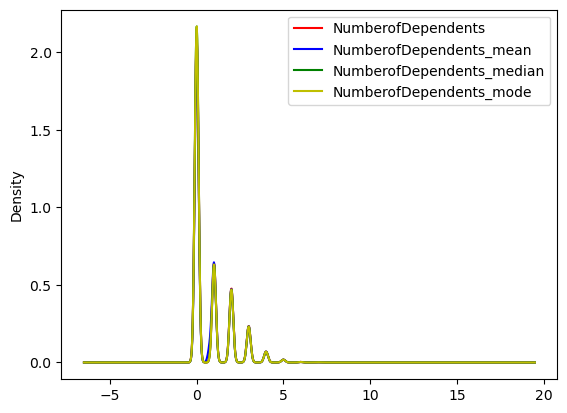 NumberofDependents
NumberofDependents_mean
NumberofDependents_median
NumberofDependents_mode
Density
2.0
1.5
1.0
0.5
0.0
−5
0
5
10
15
20